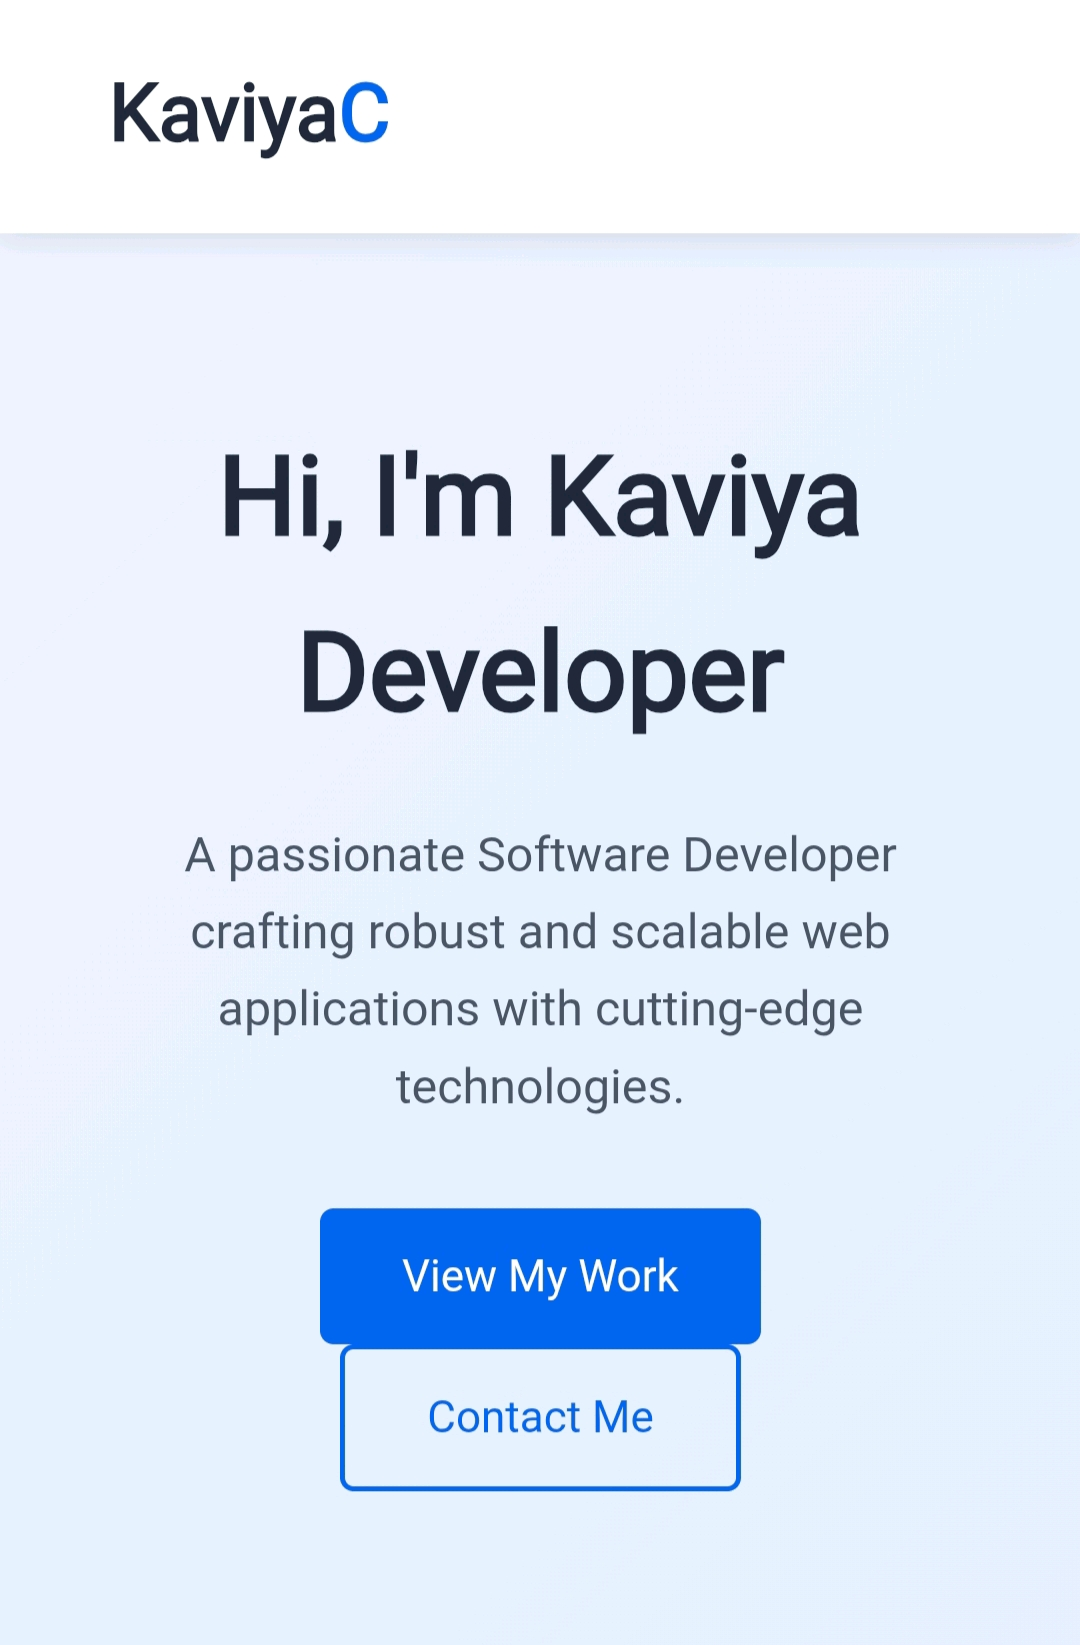 KaviyaC
Hi, I'm Kaviya
Developer
A passionate Software Developer
crafting robust and scalable web
applications with cutting-edge
technologies.
View My Work
Contact Me